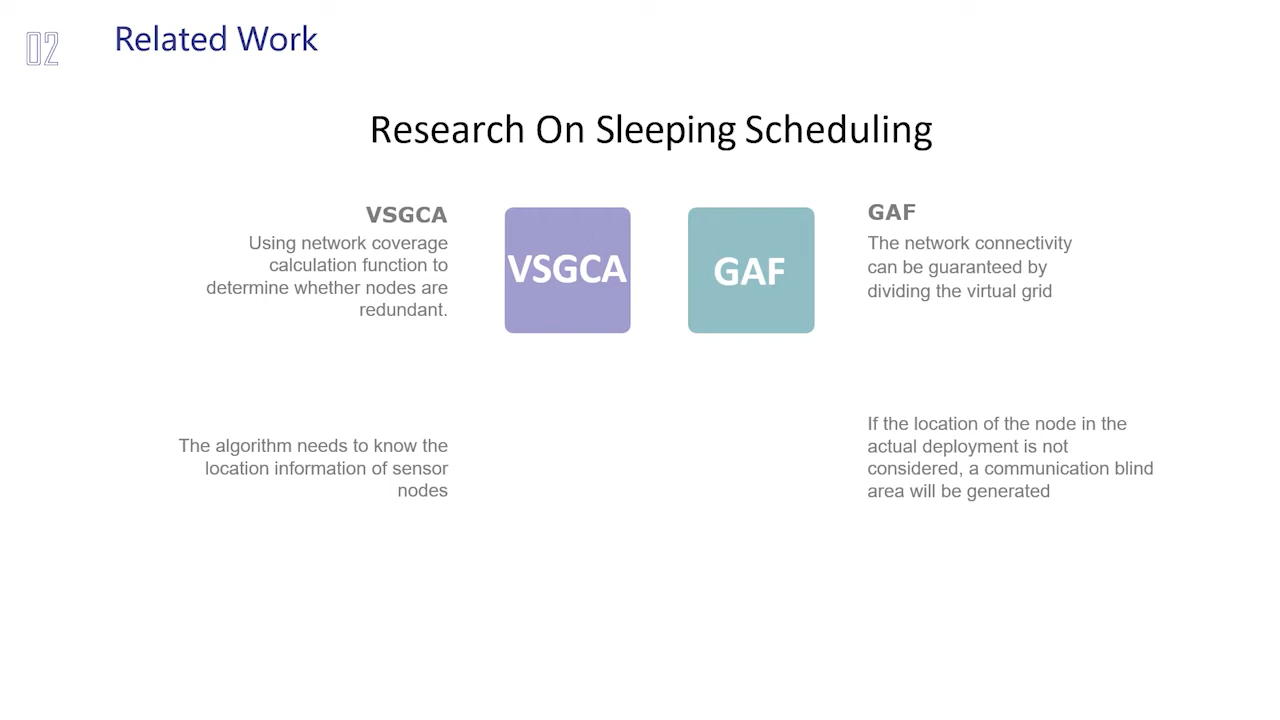 02
Related Work
Research On Sleeping Scheduling
VSGCA
Using network coverage
calculation function to
determine whether nodes are
redundant.
VSGCA
GAF
GAF
The network connectivity
can be guaranteed by
dividing the virtual grid
The algorithm needs to know the
location information of sensor
nodes
If the location of the node in the
actual deployment is not
considered, a communication blind
area will be generated